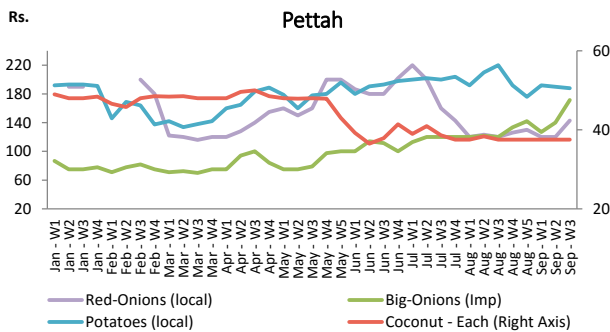 Rs.
Pettah
220
180
140
100
60
20
60
40
20
Jan - W1
Jan - W2
Jan - W3
Jan - W4
Feb - W1
Feb - W2
Feb - W3
Feb - W4
Mar - W1
Mar - W2
Mar - W3
Mar - W4
Apr - W1
Apr - W2
Apr - W3
Apr - W4
May - W1
May - W2
May - W3
May - W4
May - W5
Jun - W1
Jun - W2
Jun - W3
Jun - W4
Jul - W1
Jul - W2
Jul - W3
Jul - W4
Aug - W1
Aug - W2
Aug - W3
Aug - W4
Aug - W5
Sep - W1
Sep - W2
Sep - W3
Red-Onions (local)
Big-Onions (Imp)
Potatoes (local)
Coconut - Each (Right Axis)